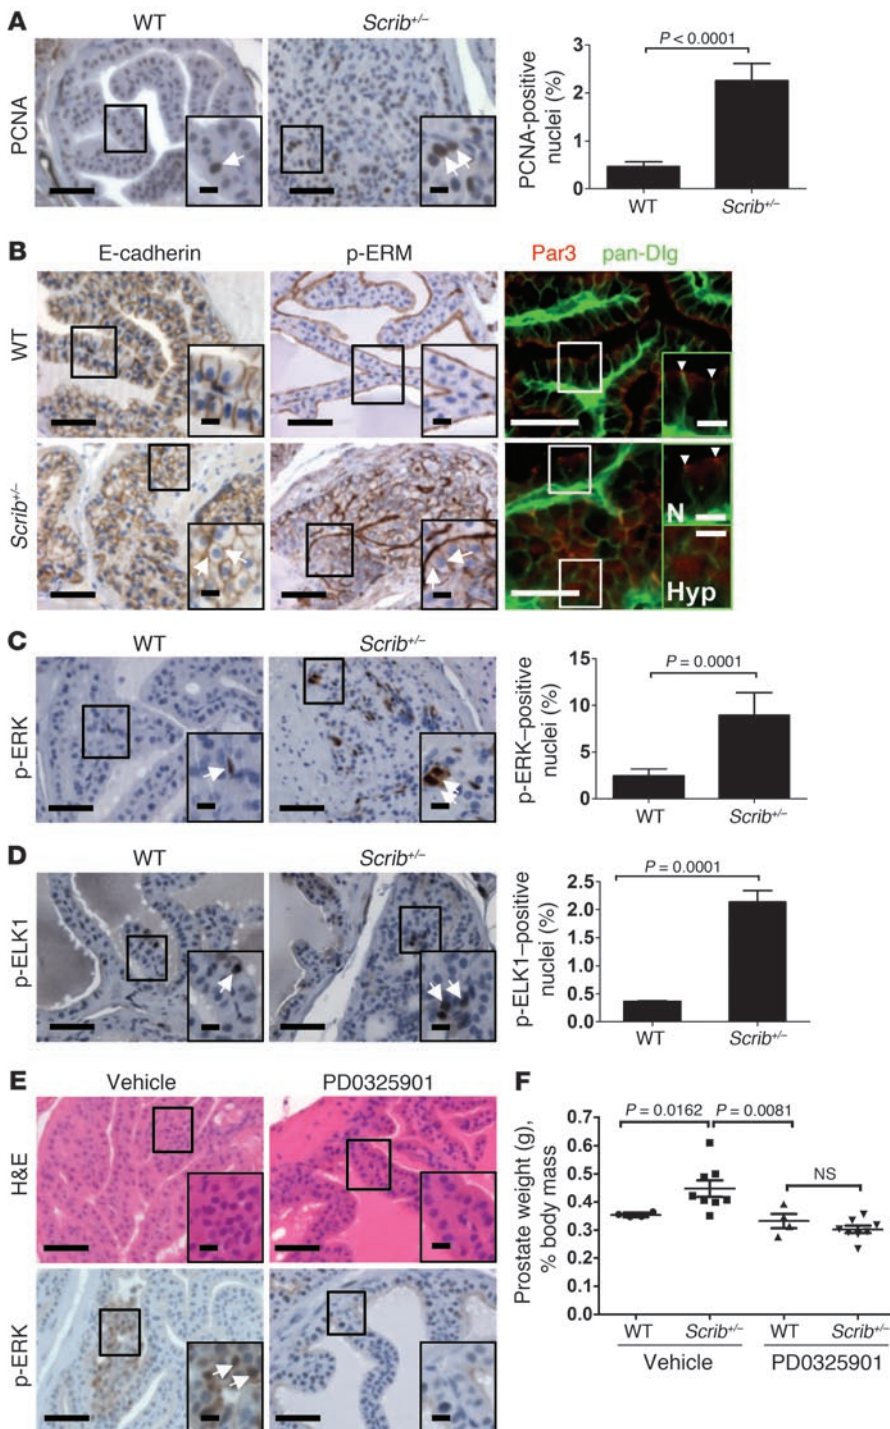 A
WT
Scrib+/–
PCNA
PCNA-positive
nuclei (%)
P < 0.0001
3
2
1
0
WT
Scrib+/–
B
E-cadherin
p-ERM
Par3 pan-Dlg
WT
Scrib+/–
N
Hyp
C
WT
Scrib+/–
p-ERK
p-ERK–positive
nuclei (%)
P = 0.0001
15
10
5
0
WT
Scrib+/–
D
WT
Scrib+/–
p-ELK1
p-ELK1–positive
nuclei (%)
P = 0.0001
2.5
2.0
1.5
1.0
0.5
0.0
WT
Scrib+/–
E
Vehicle
PD0325901
H&E
p-ERK
F
Prostate weight (g),
% body mass
P = 0.0162
P = 0.0081
NS
0.7
0.6
0.5
0.4
0.3
0.2
0.1
0.0
WT
Scrib+/–
WT
Scrib+/–
Vehicle
PD0325901